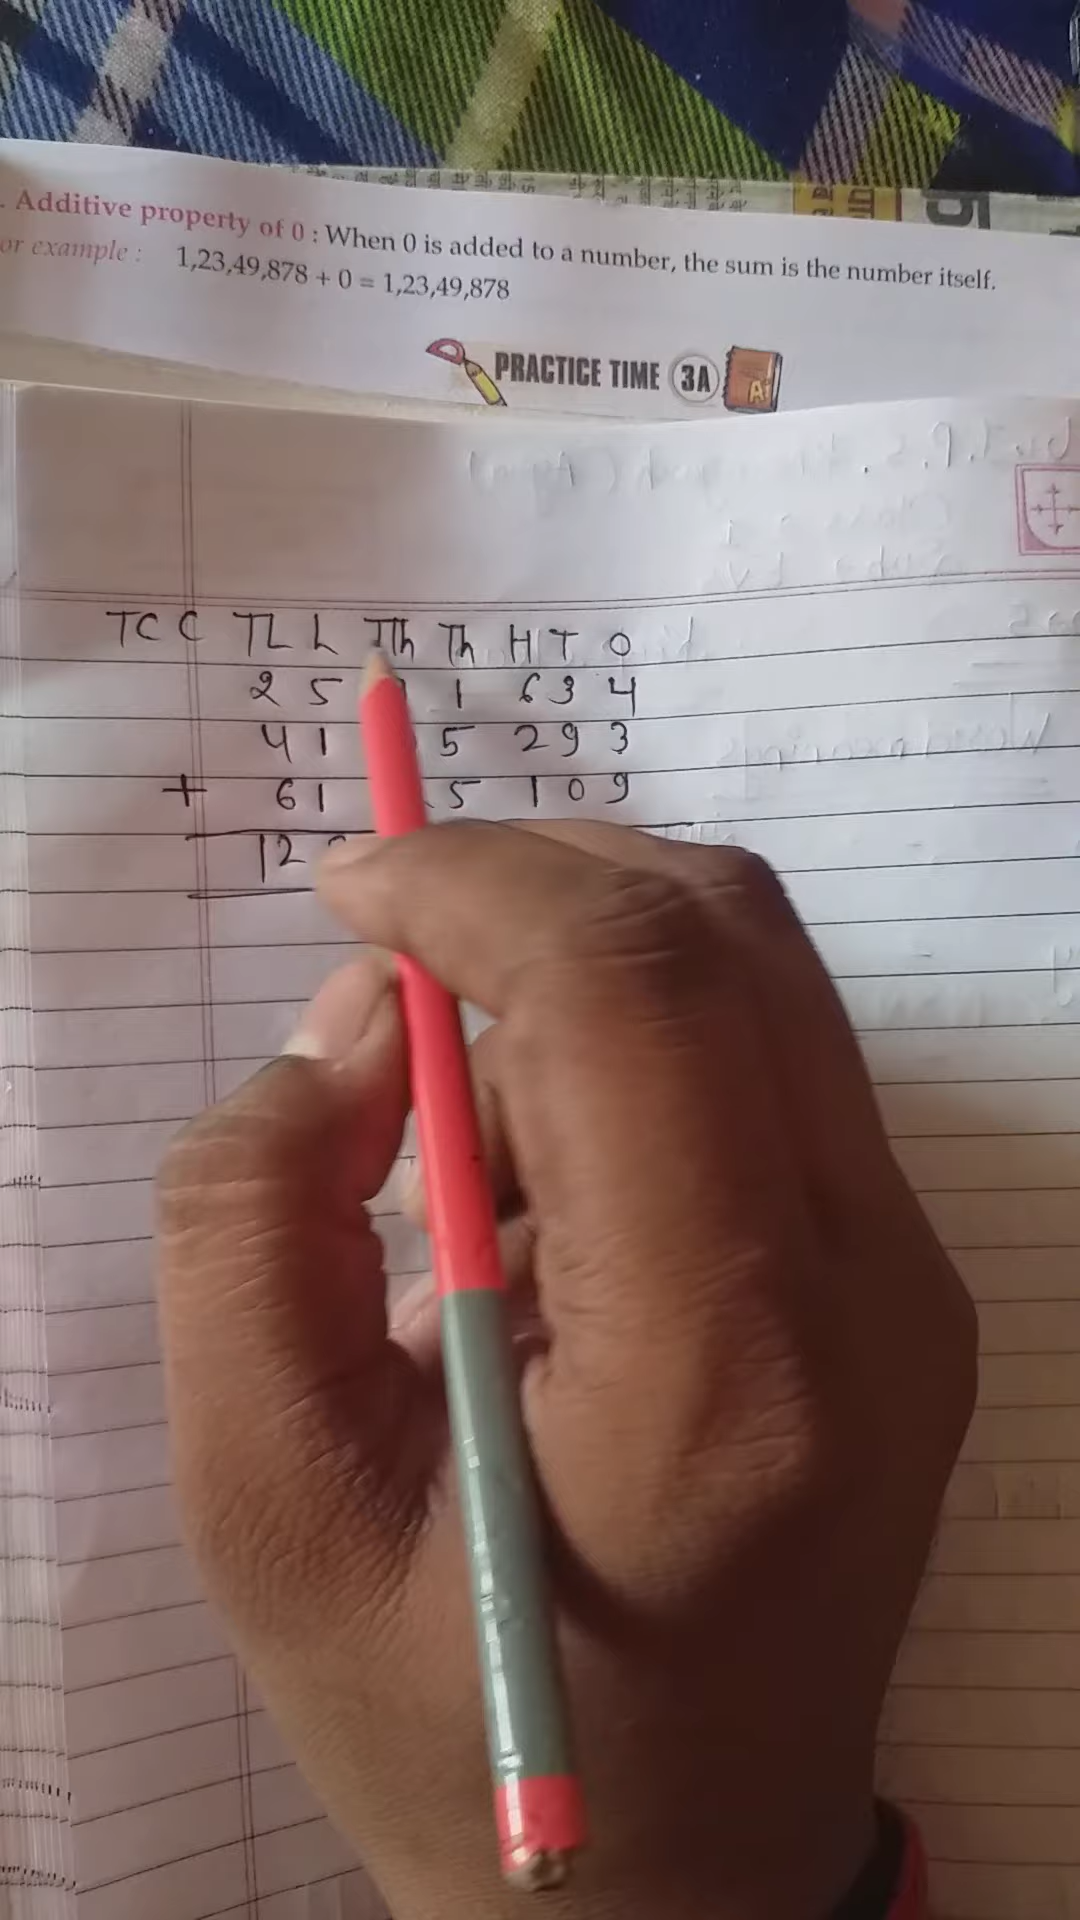 Additive property of 0 : When 0 is added to a number, the sum is the number itself.
or example : 1,23,49,878 + 0 = 1,23,49,878
PRACTICE TIME 3A
TC C TL L TTh Th H T O
2 5 1 6 3 4
4 1 5 2 9 3
+ 6 1 5 1 0 9
12